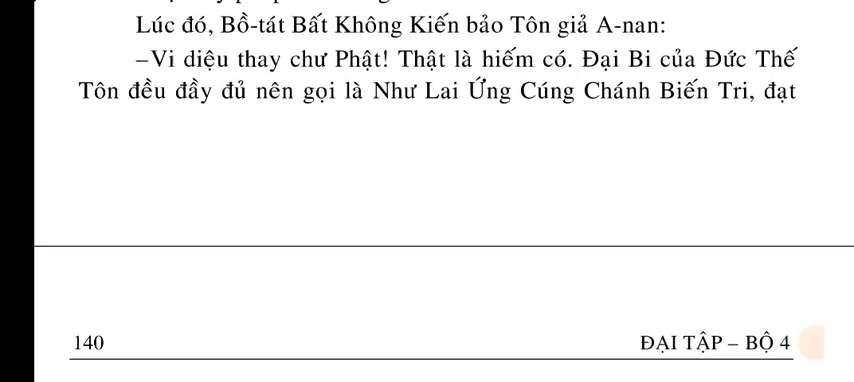 Lúc đó, Bồ-tát Bất Không Kiến bảo Tôn giả A-nan:
–Vi diệu thay chư Phật! Thật là hiếm có. Đại Bi của Đức Thế
Tôn đều đầy đủ nên gọi là Như Lai Ứng Cúng Chánh Biến Tri, đạt
140 ĐẠI TẬP – BỘ 4